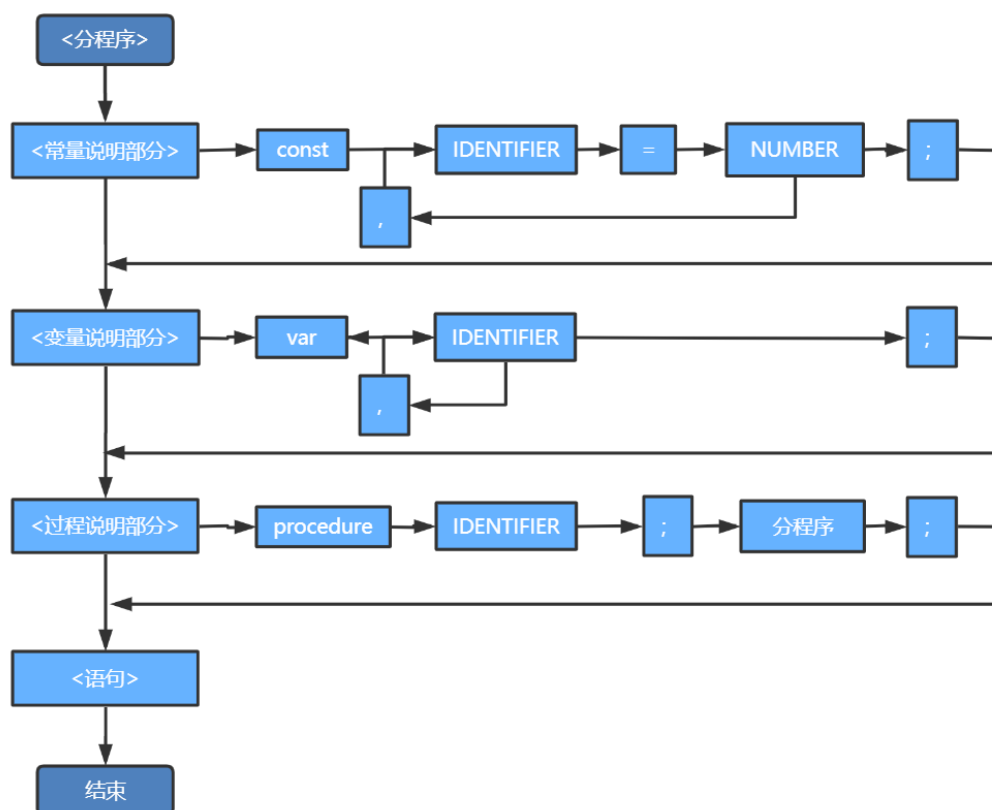 <分程序>
<常量说明部分> const IDENTIFIER = NUMBER ;
,
<变量说明部分> var IDENTIFIER ;
,
<过程说明部分> procedure IDENTIFIER ; 分程序 ;
<语句>
结束